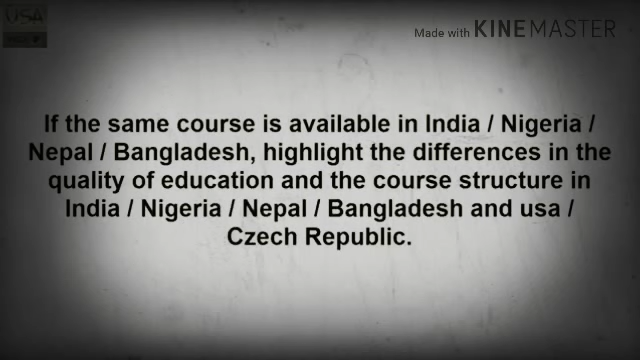 USA
Made with KINEMASTER
If the same course is available in India / Nigeria /
Nepal / Bangladesh, highlight the differences in the
quality of education and the course structure in
India / Nigeria / Nepal / Bangladesh and usa /
Czech Republic.